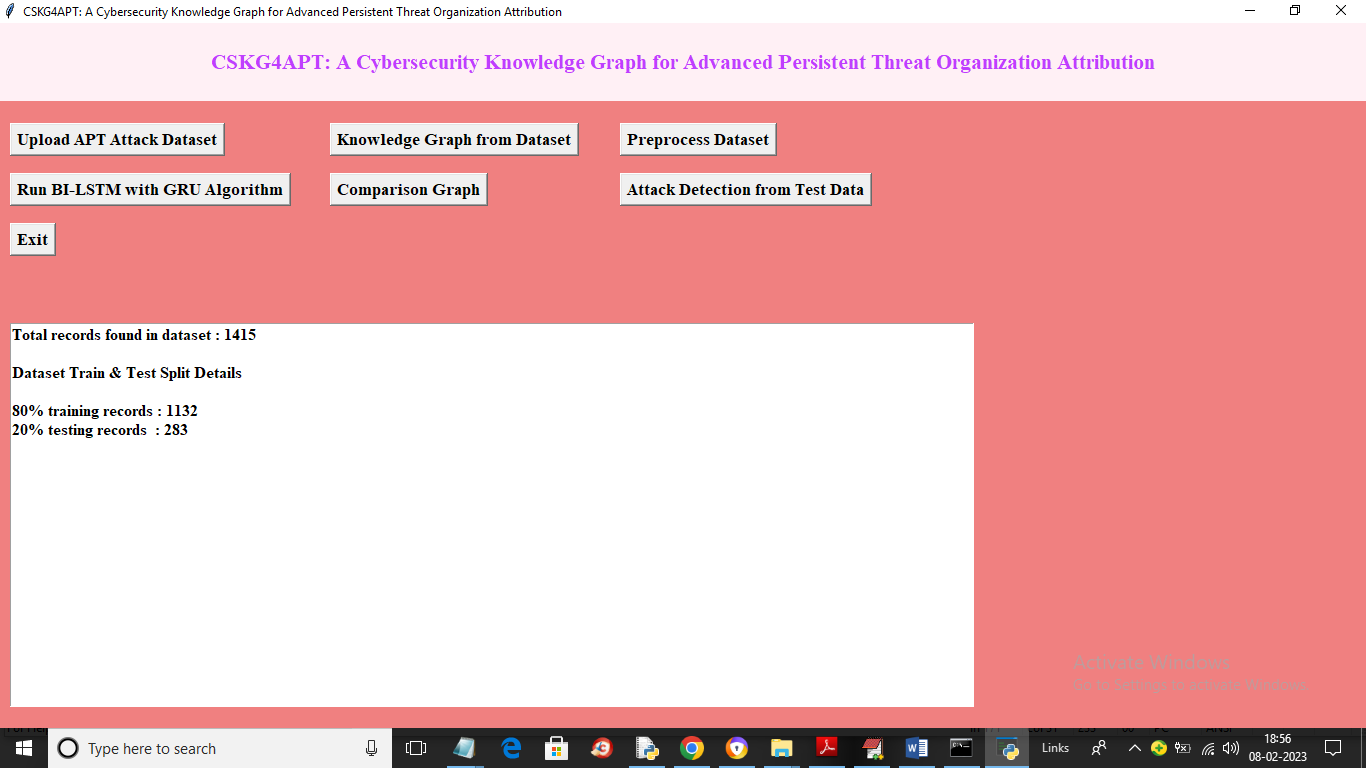 CSKG4APT: A Cybersecurity Knowledge Graph for Advanced Persistent Threat Organization Attribution
CSKG4APT: A Cybersecurity Knowledge Graph for Advanced Persistent Threat Organization Attribution
Upload APT Attack Dataset
Knowledge Graph from Dataset
Preprocess Dataset
Run BI-LSTM with GRU Algorithm
Comparison Graph
Attack Detection from Test Data
Exit
Total records found in dataset : 1415
Dataset Train & Test Split Details
80% training records : 1132
20% testing records : 283
Activate Windows
Go to Settings to activate Windows.
Type here to search
Links
18:56
08-02-2023